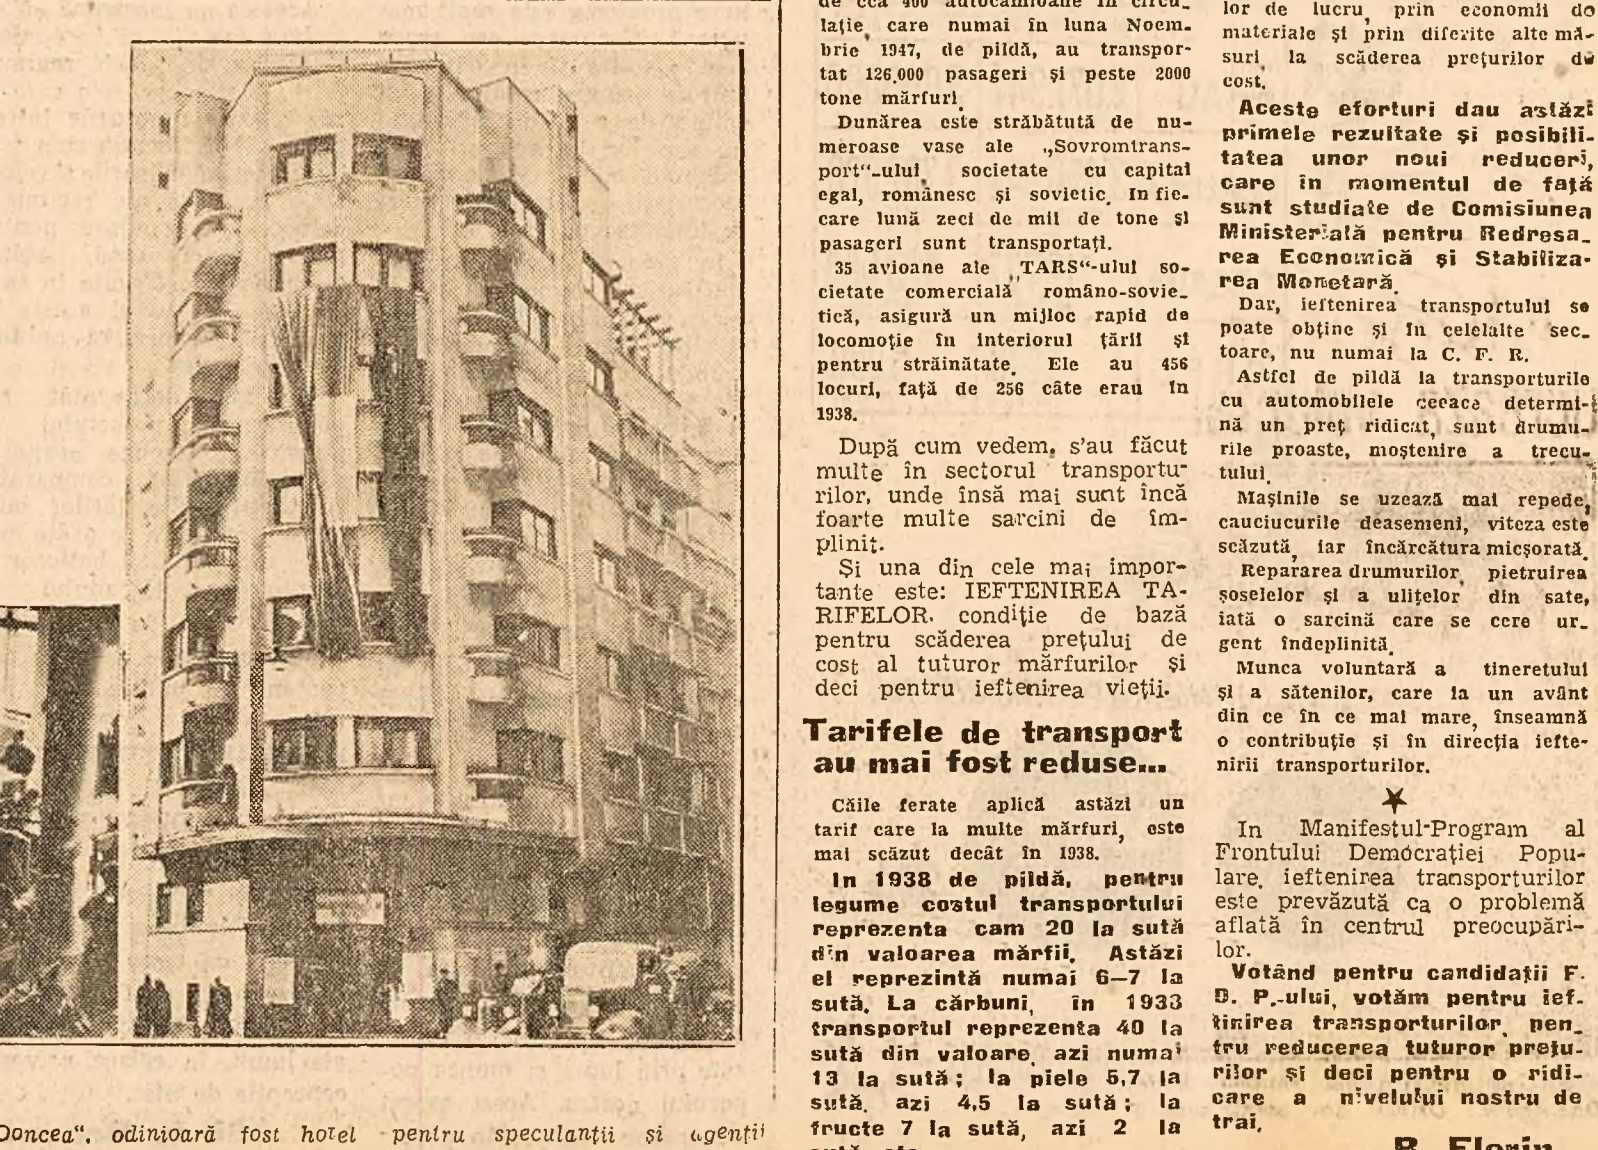 de cca 400 autocamioane în circu-
lație, care numai în luna Noem-
brie 1947, de pildă, au transpor-
tat 126.000 pasageri și peste 2000
tone mărfuri.
Dunărea este străbătută de nu-
meroase vase ale „Sovromtrans-
port“-ului, societate cu capital
egal, românesc și sovietic. In fie-
care lună zeci de mii de tone și
pasageri sunt transportați.
35 avioane ale „TARS“-ului so-
cietate comercială româno-sovie-
tică, asigură un mijloc rapid de
locomoție în interiorul țării și
pentru străinătate. Ele au 456
locuri, față de 256 câte erau în
1938.
După cum vedem, s'au făcut
multe în sectorul transportu-
rilor, unde însă mai sunt încă
foarte multe sarcini de îm-
plinit.
Și una din cele mai impor-
tante este: IEFTENIREA TA-
RIFELOR, condiție de bază
pentru scăderea prețului de
cost al tuturor mărfurilor și
deci pentru ieftenirea vieții.
Tarifele de transport
au mai fost reduse...
Căile ferate aplică astăzi un
tarif care la multe mărfuri, este
mai scăzut decât în 1938.
In 1938 de pildă, pentru
legume costul transportului
reprezenta cam 20 la sută
din valoarea mărfii. Astăzi
el reprezintă numai 6—7 la
sută. La cărbuni, în 1933
transportul reprezenta 40 la
sută din valoare, azi numai
13 la sută; la piele 5,7 la
sută, azi 4,5 la sută; la
fructe 7 la sută, azi 2 la
sută, etc.
lor de lucru, prin economii de
materiale și prin diferite alte mă-
suri, la scăderea prețurilor de
cost.
Aceste eforturi dau astăzi
primele rezultate și posibili-
tatea unor noui reduceri,
care în momentul de față
sunt studiate de Comisiunea
Ministerială pentru Redresa-
rea Economică și Stabiliza-
rea Monetară.
Dar, ieftenirea transportului se
poate obține și în celelalte sec-
toare, nu numai la C. F. R.
Astfel de pildă la transporturile
cu automobilele ceeace determi-
nă un preț ridicat, sunt drumu-
rile proaste, moștenire a trecu-
tului.
Mașinile se uzează mai repede,
cauciucurile deasemeni, viteza este
scăzută, iar încărcătura micșorată.
Repararea drumurilor, pietruirea
șoselelor și a ulițelor din sate,
iată o sarcină care se cere ur-
gent îndeplinită.
Munca voluntară a tineretului
și a sătenilor, care ia un avânt
din ce în ce mai mare, înseamnă
o contribuție și în direcția iefte-
nirii transporturilor.
★
In Manifestul-Program al
Frontului Democrației Popu-
lare, ieftenirea transporturilor
este prevăzută ca o problemă
aflată în centrul preocupări-
lor.
Votând pentru candidații F.
D. P.-ului, votăm pentru ief-
tinirea transporturilor, pen-
tru reducerea tuturor prețu-
rilor și deci pentru o ridi-
care a nivelului nostru de
trai.
B. Florin
Doncea“, odinioară fost hotel pentru speculanții și agenții